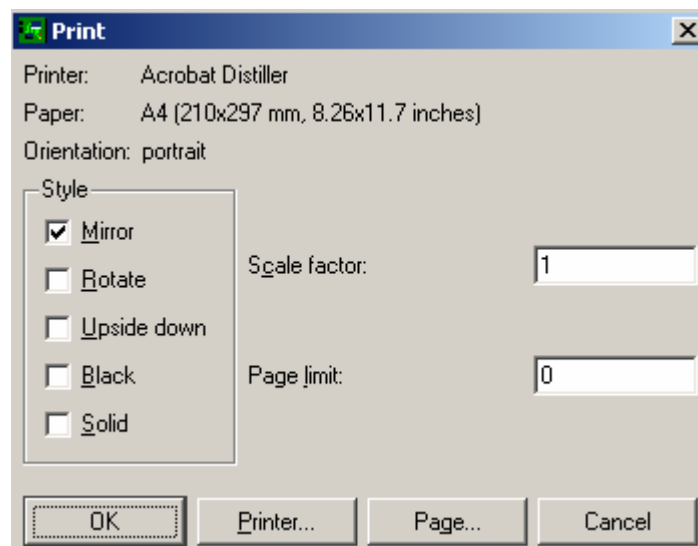 Print
Printer: Acrobat Distiller
Paper: A4 (210x297 mm, 8.26x11.7 inches)
Orientation: portrait
Style
Mirror
Rotate
Upside down
Black
Solid
Scale factor: 1
Page limit: 0
OK Printer... Page... Cancel